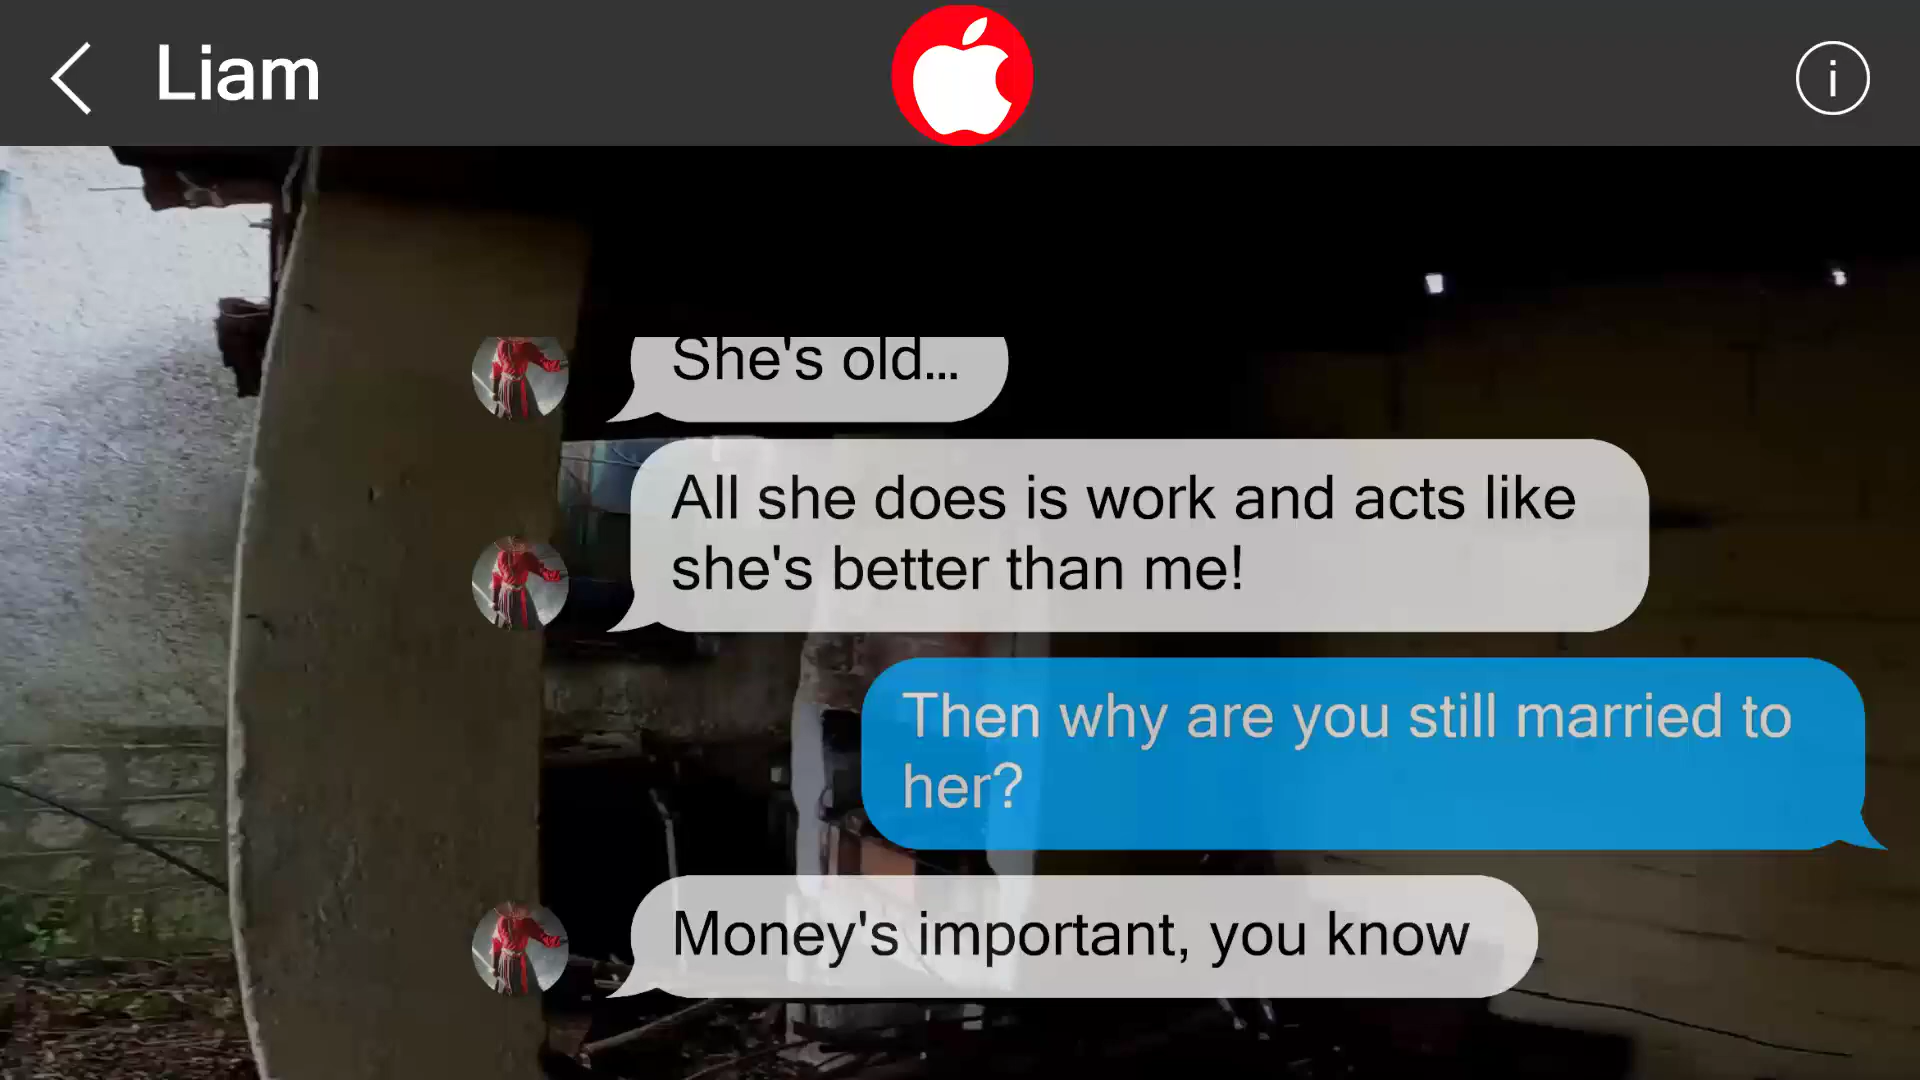 Liam
i
She's old...
All she does is work and acts like
she's better than me!
Then why are you still married to
her?
Money's important, you know